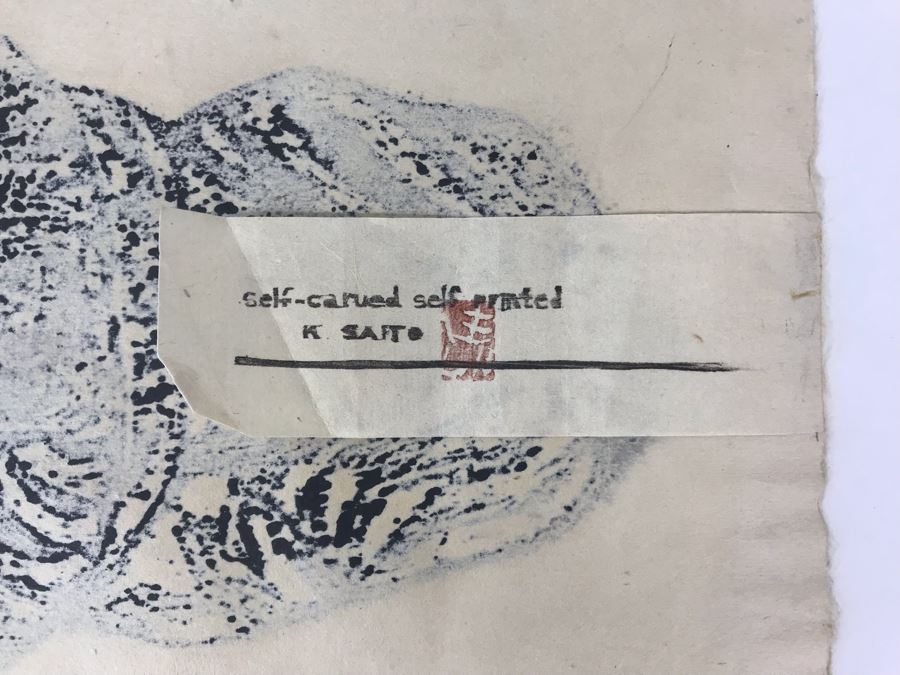 self-carved self printed
K. SAITO